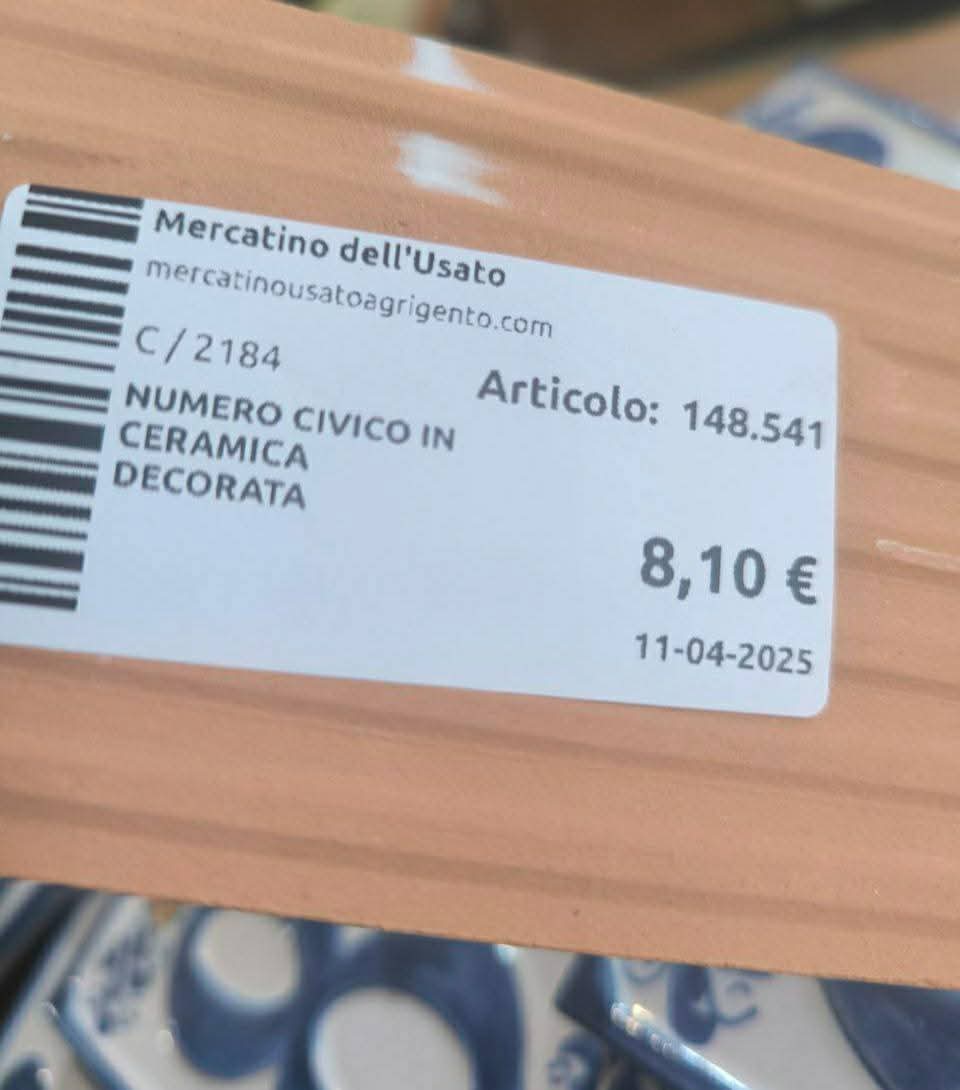 Mercatino dell'Usato
mercatinousatoagrigento.com
C/2184
Articolo: 148.541
NUMERO CIVICO IN
CERAMICA
DECORATA
8,10 €
11-04-2025